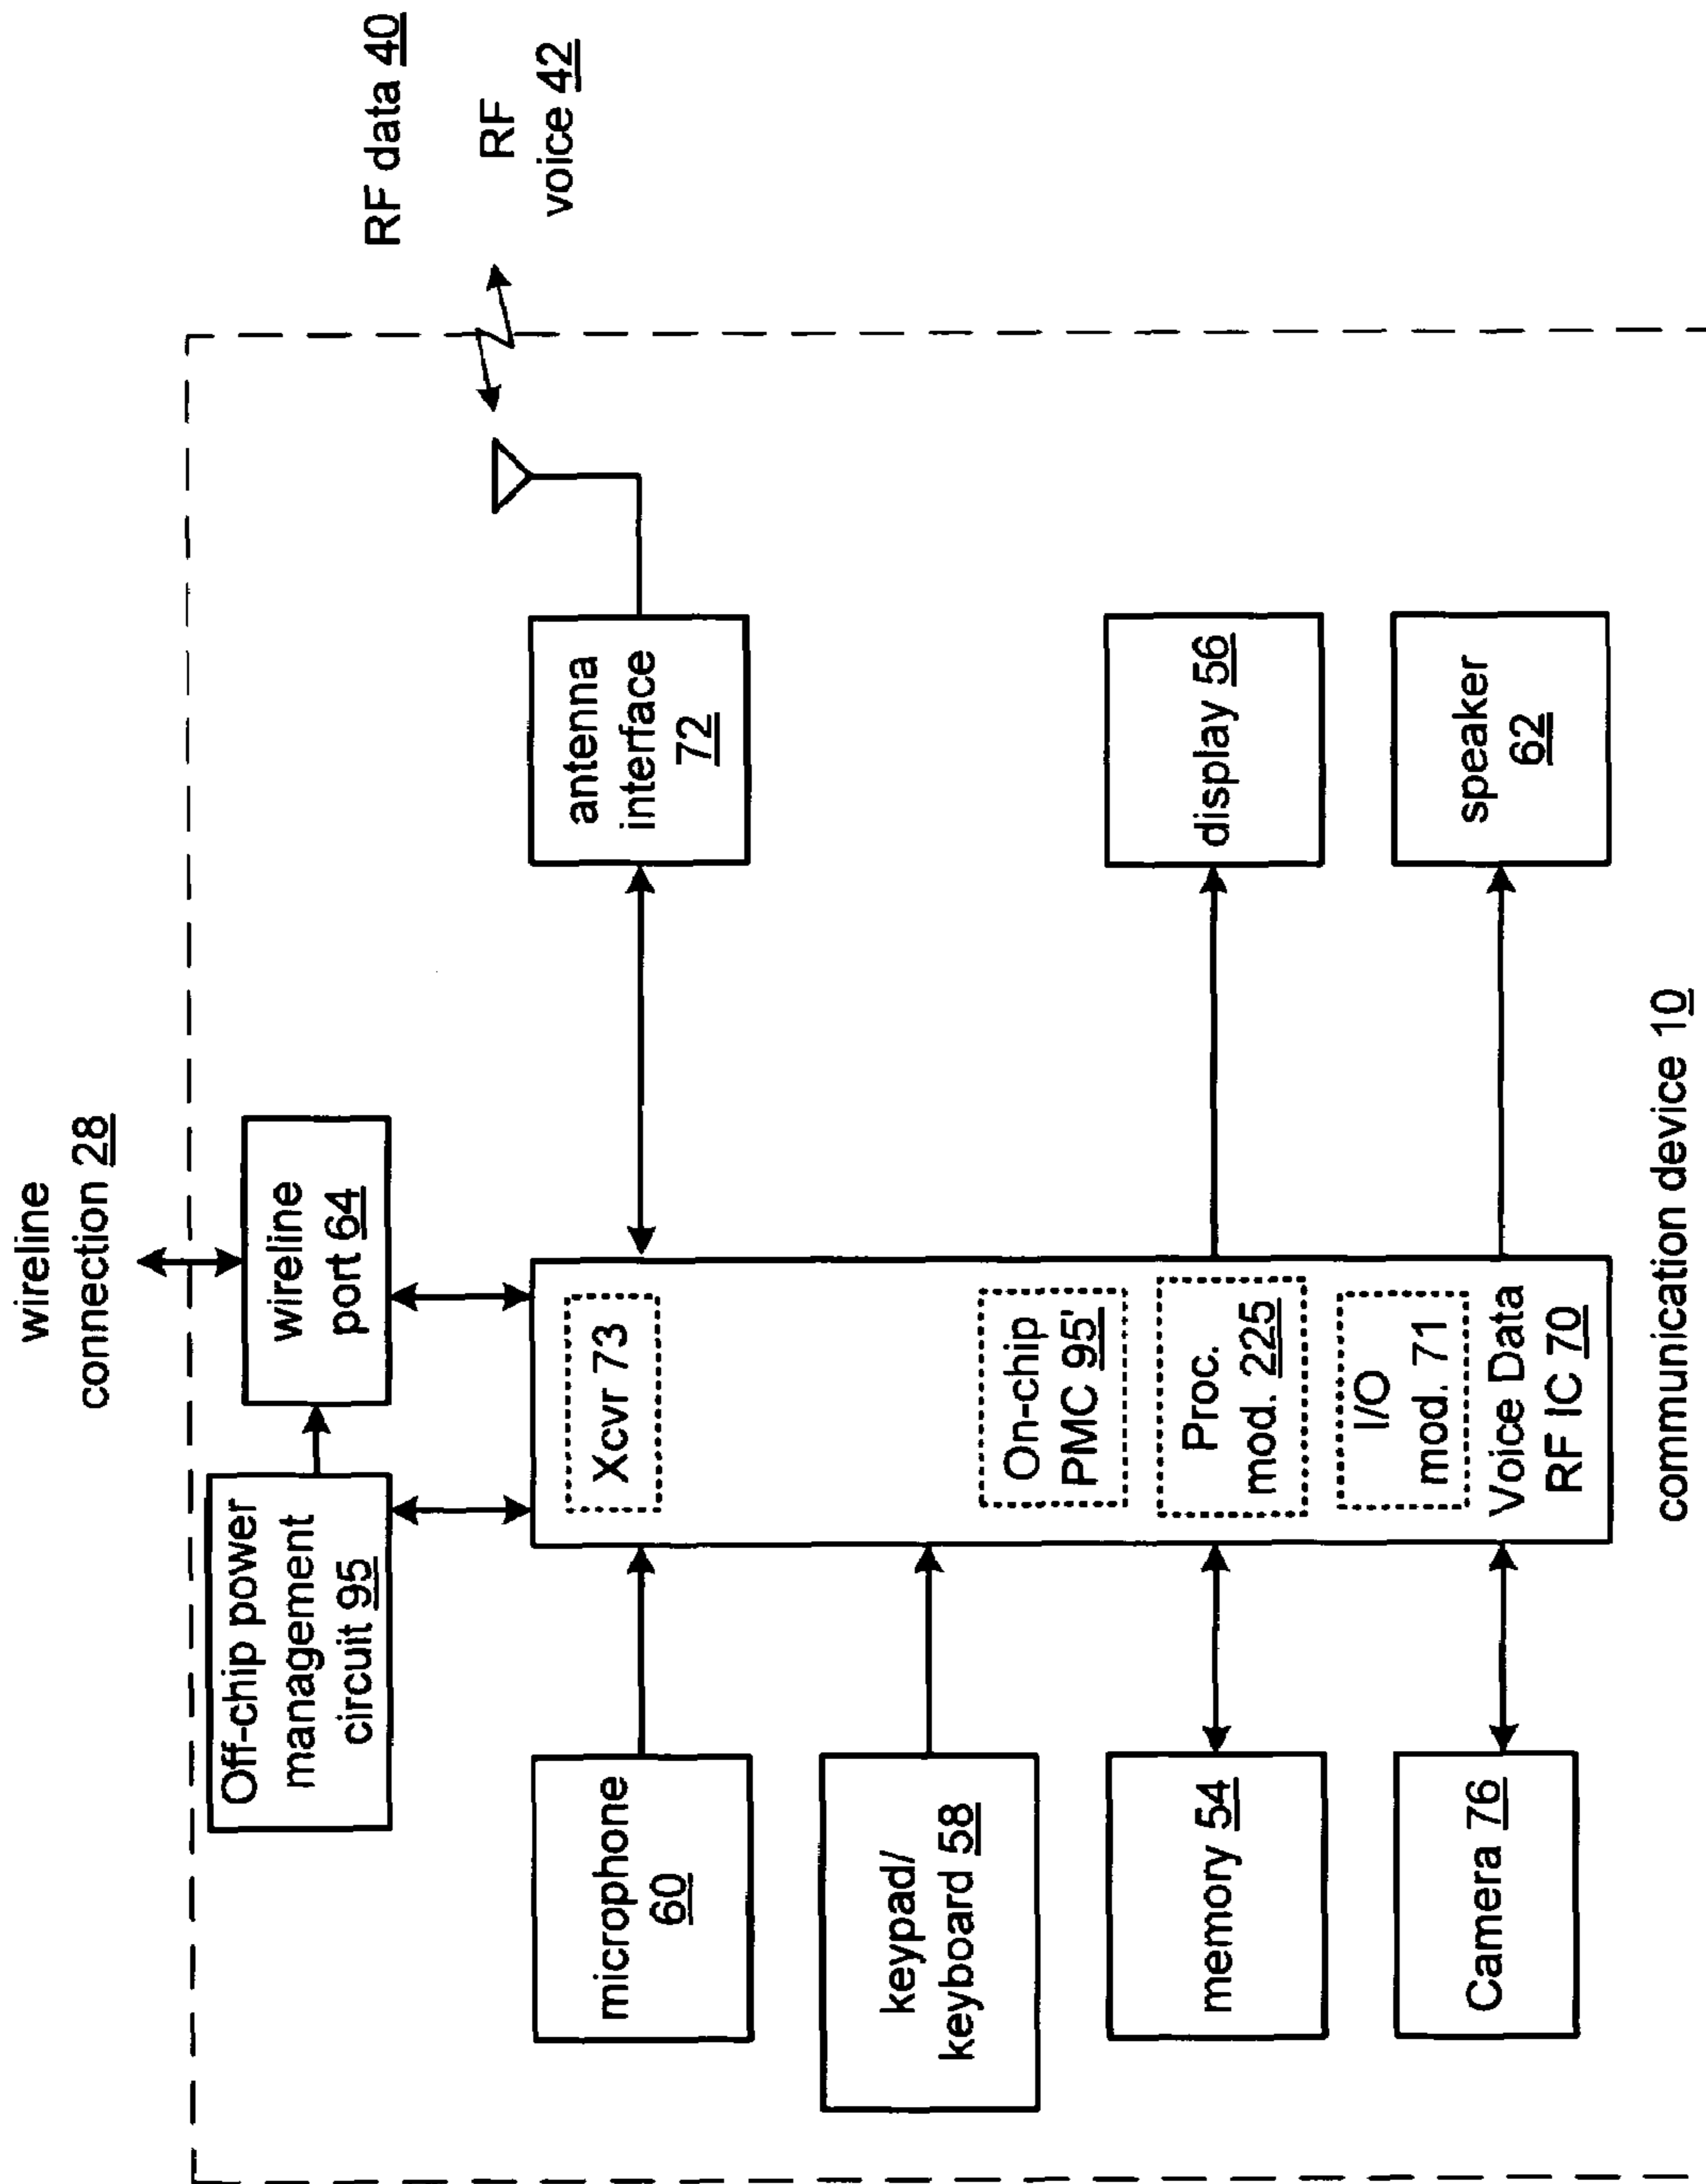 wireline
connection 28
RF data 40
RF
voice 42
Off-chip power
management
circuit 95
wireline
port 64
microphone
60
Xcvr 73
antenna
interface
72
keypad/
keyboard 58
On-chip
PMC 95'
memory 54
Proc.
mod. 225
display 56
Camera 76
I/O
mod. 71
Voice Data
RF IC 70
speaker
62
communication device 10